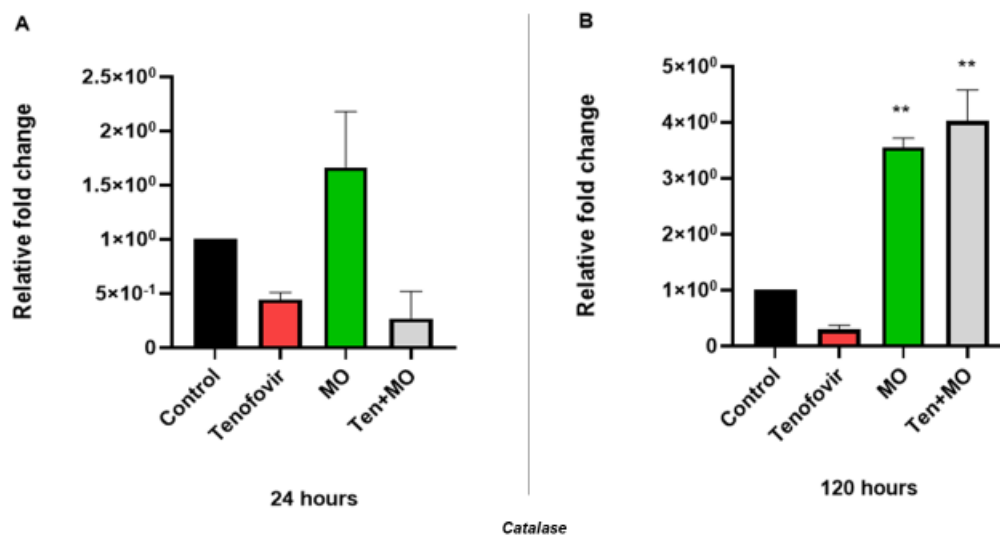 A
Relative fold change
2.5×10⁰
2×10⁰
1.5×10⁰
1×10⁰
5×10⁻¹
0
Control
Tenofovir
MO
Ten+MO
24 hours
B
Relative fold change
5×10⁰
4×10⁰
3×10⁰
2×10⁰
1×10⁰
0
**
**
Control
Tenofovir
MO
Ten+MO
120 hours
Catalase